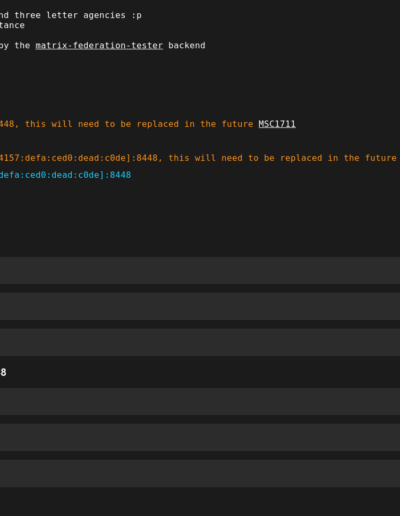 nd three letter agencies :p
tance
by the matrix-federation-tester backend
448, this will need to be replaced in the future MSC1711
4157:defa:ced0:dead:c0de]:8448, this will need to be replaced in the future
defa:ced0:dead:c0de]:8448
8